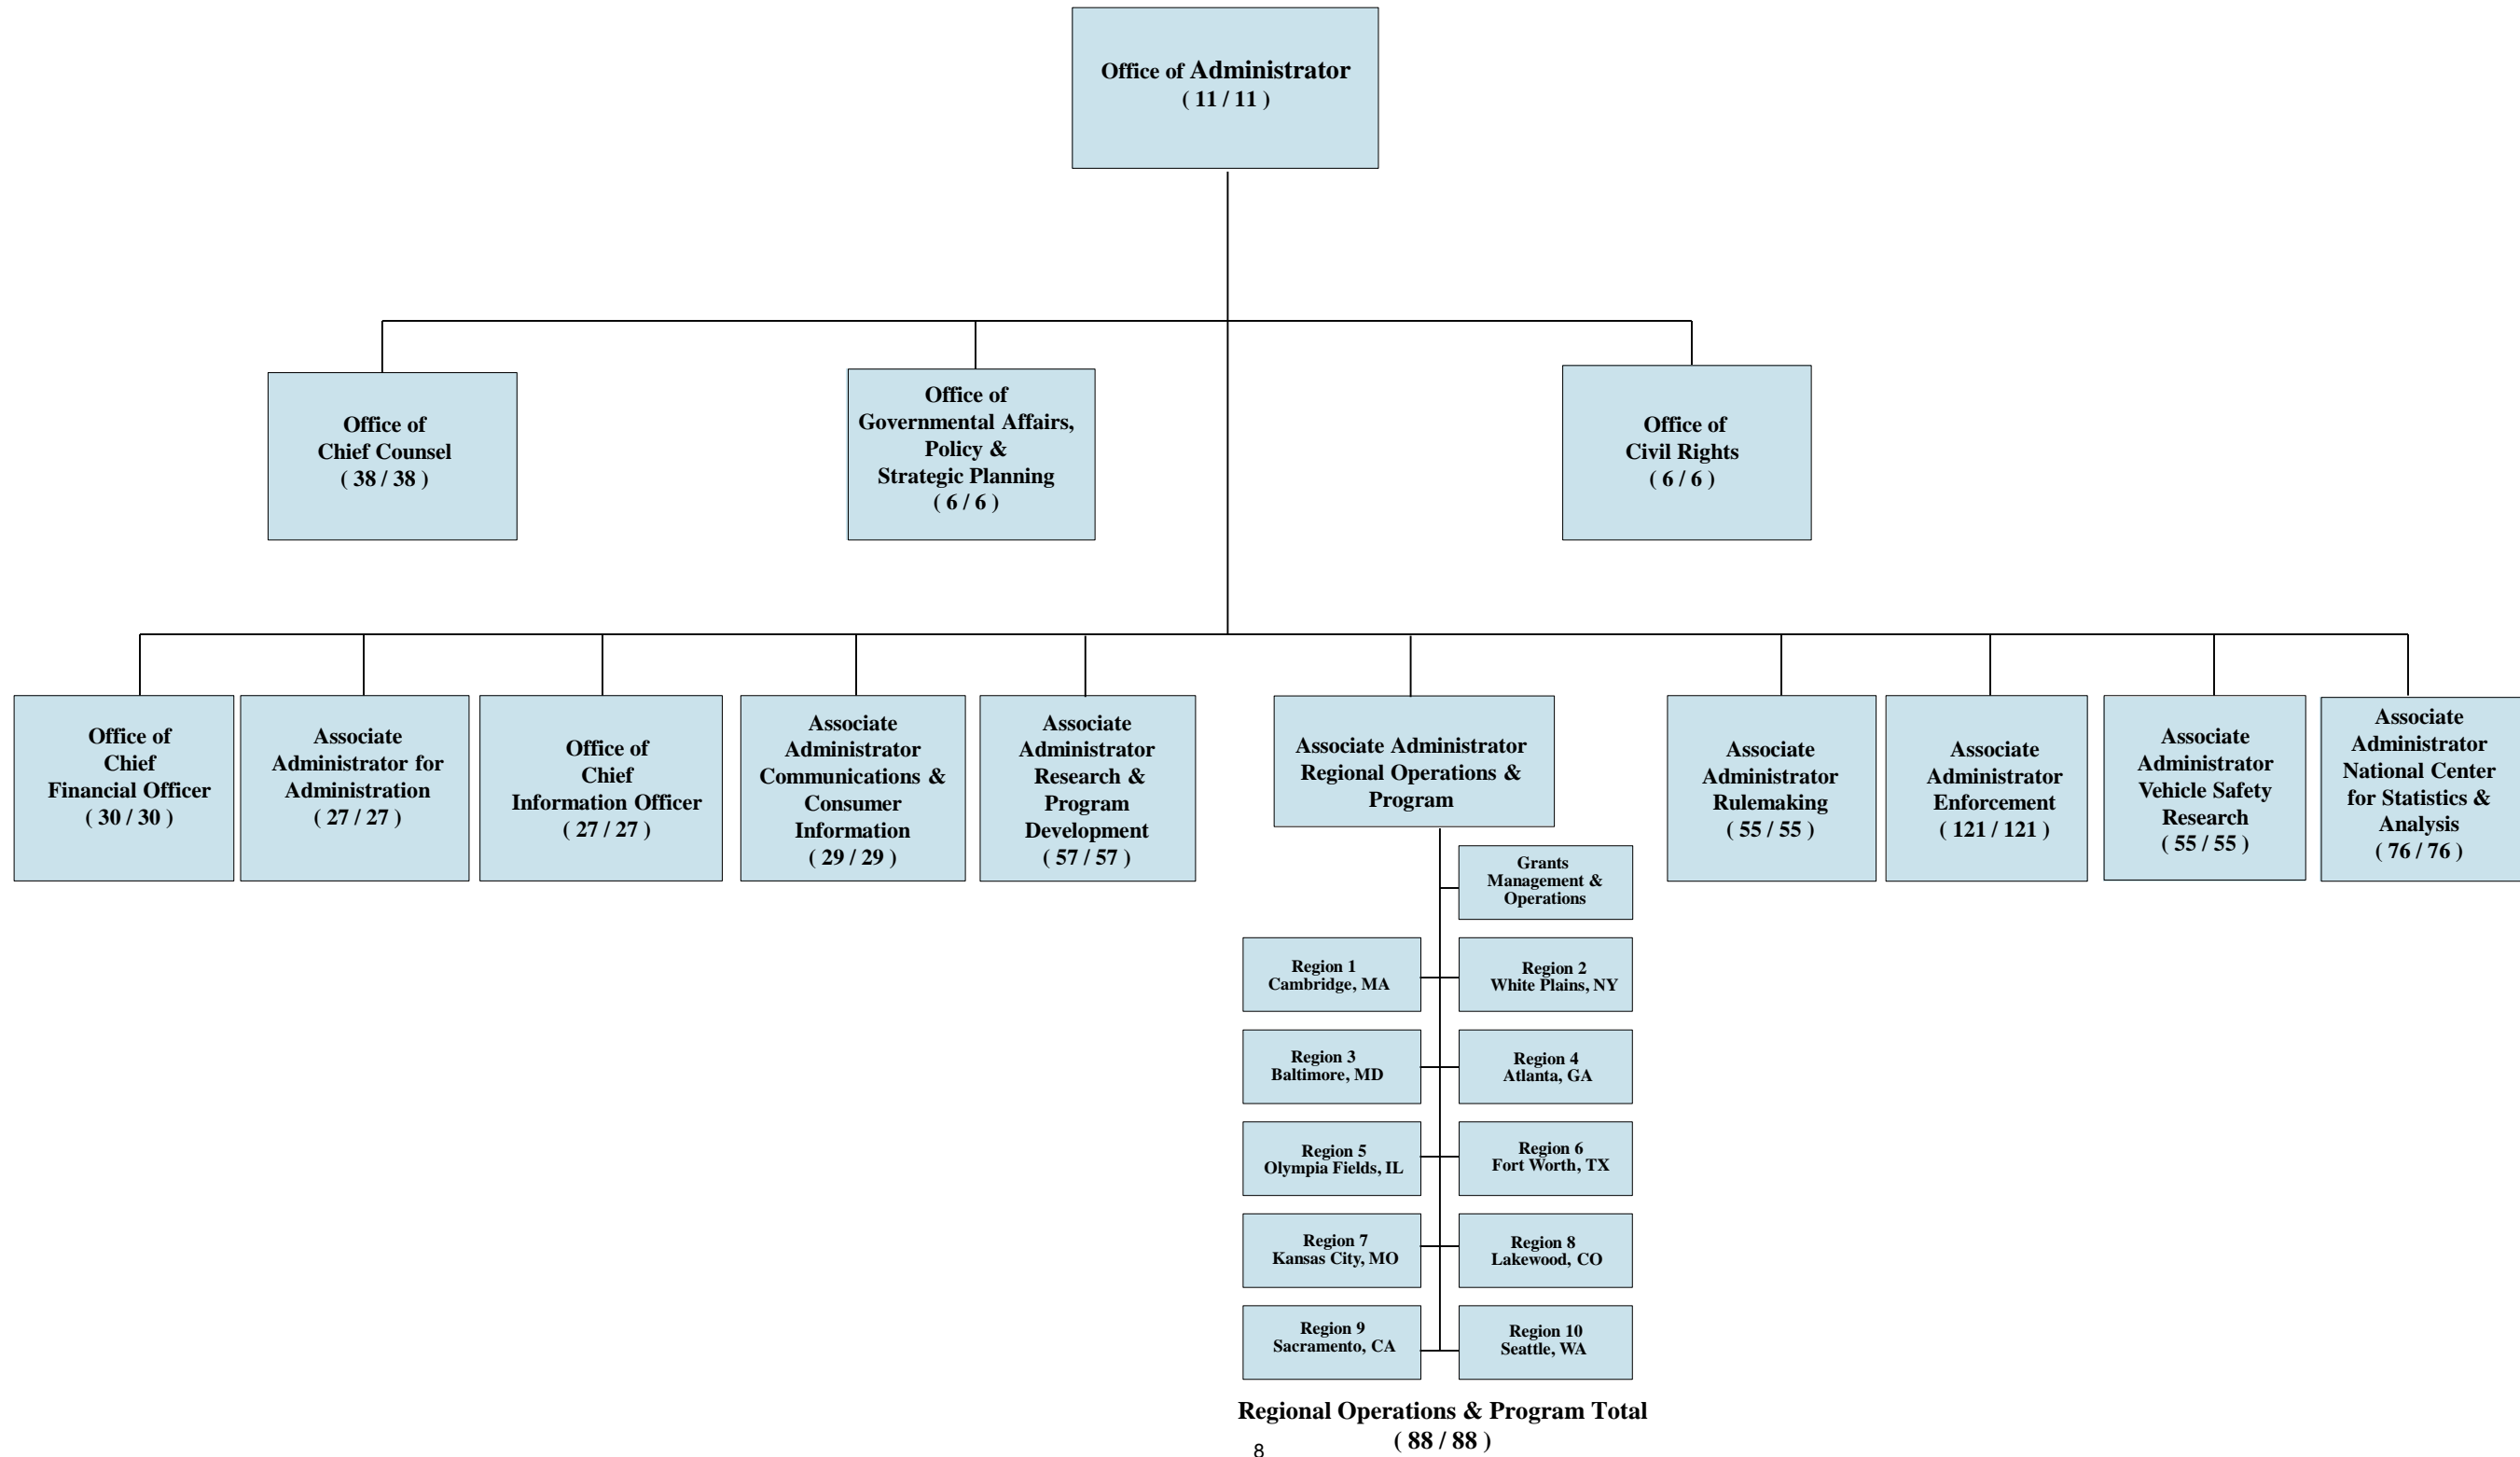 Office of Administrator
( 11 / 11 )
Office of
Chief Counsel
( 38 / 38 )
Office of
Governmental Affairs,
Policy &
Strategic Planning
( 6 / 6 )
Office of
Civil Rights
( 6 / 6 )
Office of
Chief
Financial Officer
( 30 / 30 )
Associate
Administrator for
Administration
( 27 / 27 )
Office of
Chief
Information Officer
( 27 / 27 )
Associate
Administrator
Communications &
Consumer
Information
( 29 / 29 )
Associate
Administrator
Research &
Program
Development
( 57 / 57 )
Associate Administrator
Regional Operations &
Program
Associate
Administrator
Rulemaking
( 55 / 55 )
Associate
Administrator
Enforcement
( 121 / 121 )
Associate
Administrator
Vehicle Safety
Research
( 55 / 55 )
Associate
Administrator
National Center
for Statistics &
Analysis
( 76 / 76 )
Grants
Management &
Operations
Region 1
Cambridge, MA
Region 2
White Plains, NY
Region 3
Baltimore, MD
Region 4
Atlanta, GA
Region 5
Olympia Fields, IL
Region 6
Fort Worth, TX
Region 7
Kansas City, MO
Region 8
Lakewood, CO
Region 9
Sacramento, CA
Region 10
Seattle, WA
Regional Operations & Program Total
( 88 / 88 )
8